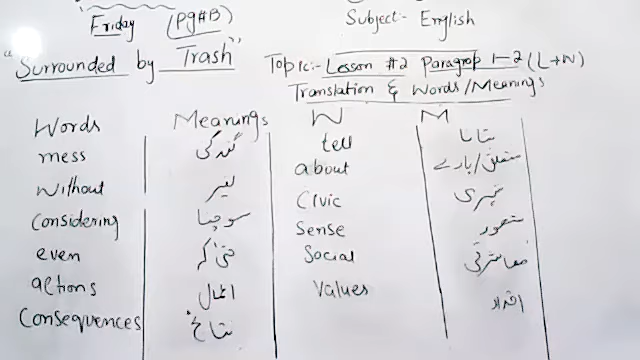 Friday (Pg#B) Subject:- English
"Surrounded by Trash" Topic:- Lesson #2 Paragrap 1-2 (L→W)
Translation & Words/Meanings
Words Meanings W M
mess گندگی tell بتانا
without بغیر about متعلق/بارے
Considering سوچنا Civic شہری
even حتیٰ کہ Sense شعور
actions اعمال Social معاشرتی
Consequences نتائج Values اقدار